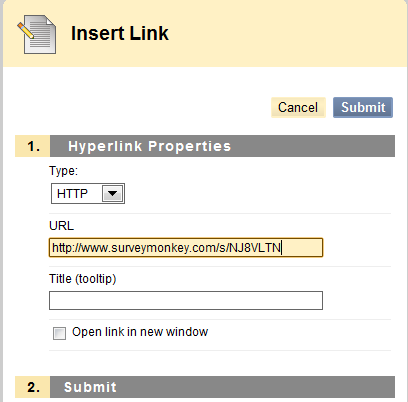 Insert Link
Cancel Submit
1. Hyperlink Properties
Type:
HTTP
URL
http://www.surveymonkey.com/s/NJ8VLTN
Title (tooltip)
Open link in new window
2. Submit